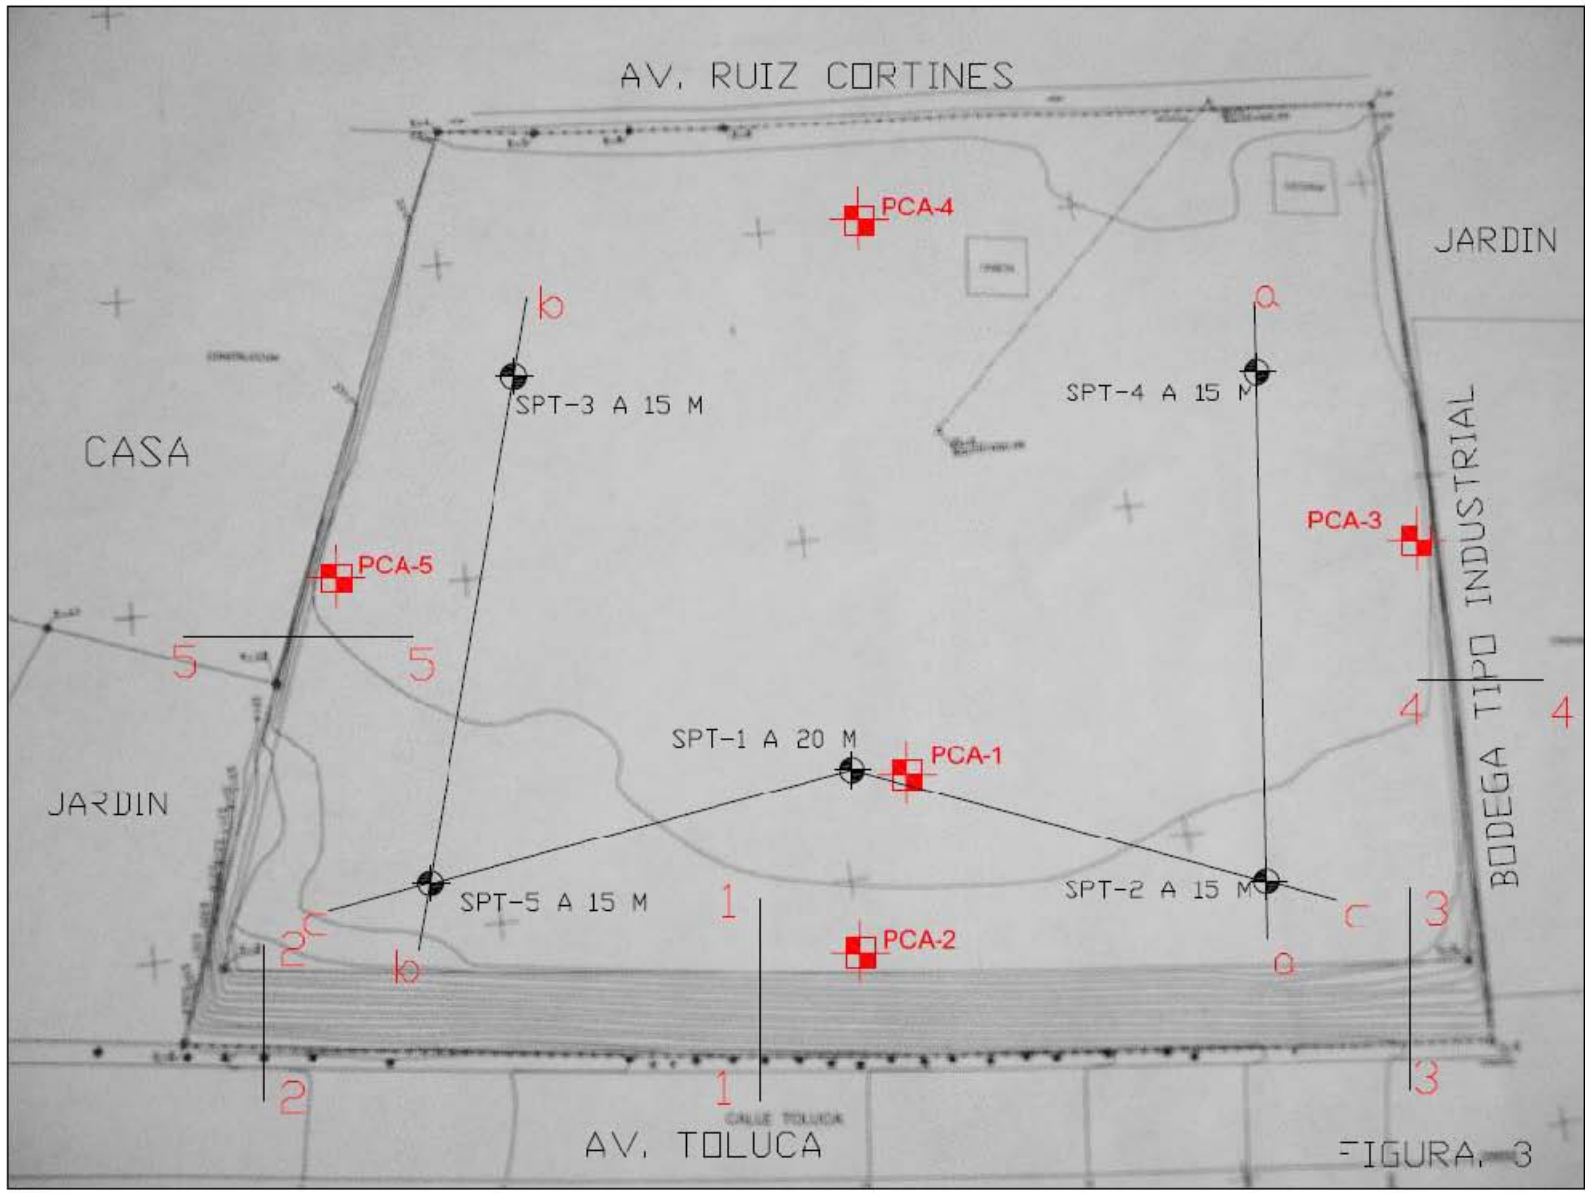 AV. RUIZ CORTINES
PCA-4
JARDIN
b
a
SPT-3 A 15 M
SPT-4 A 15 M
CASA
BODEGA TIPO INDUSTRIAL
PCA-3
PCA-5
5 5
4 4
SPT-1 A 20 M
PCA-1
JARDIN
SPT-5 A 15 M
SPT-2 A 15 M
1
3
c
c
2
b
PCA-2
a
2
1
3
CALLE TOLUCA
AV. TOLUCA
FIGURA. 3